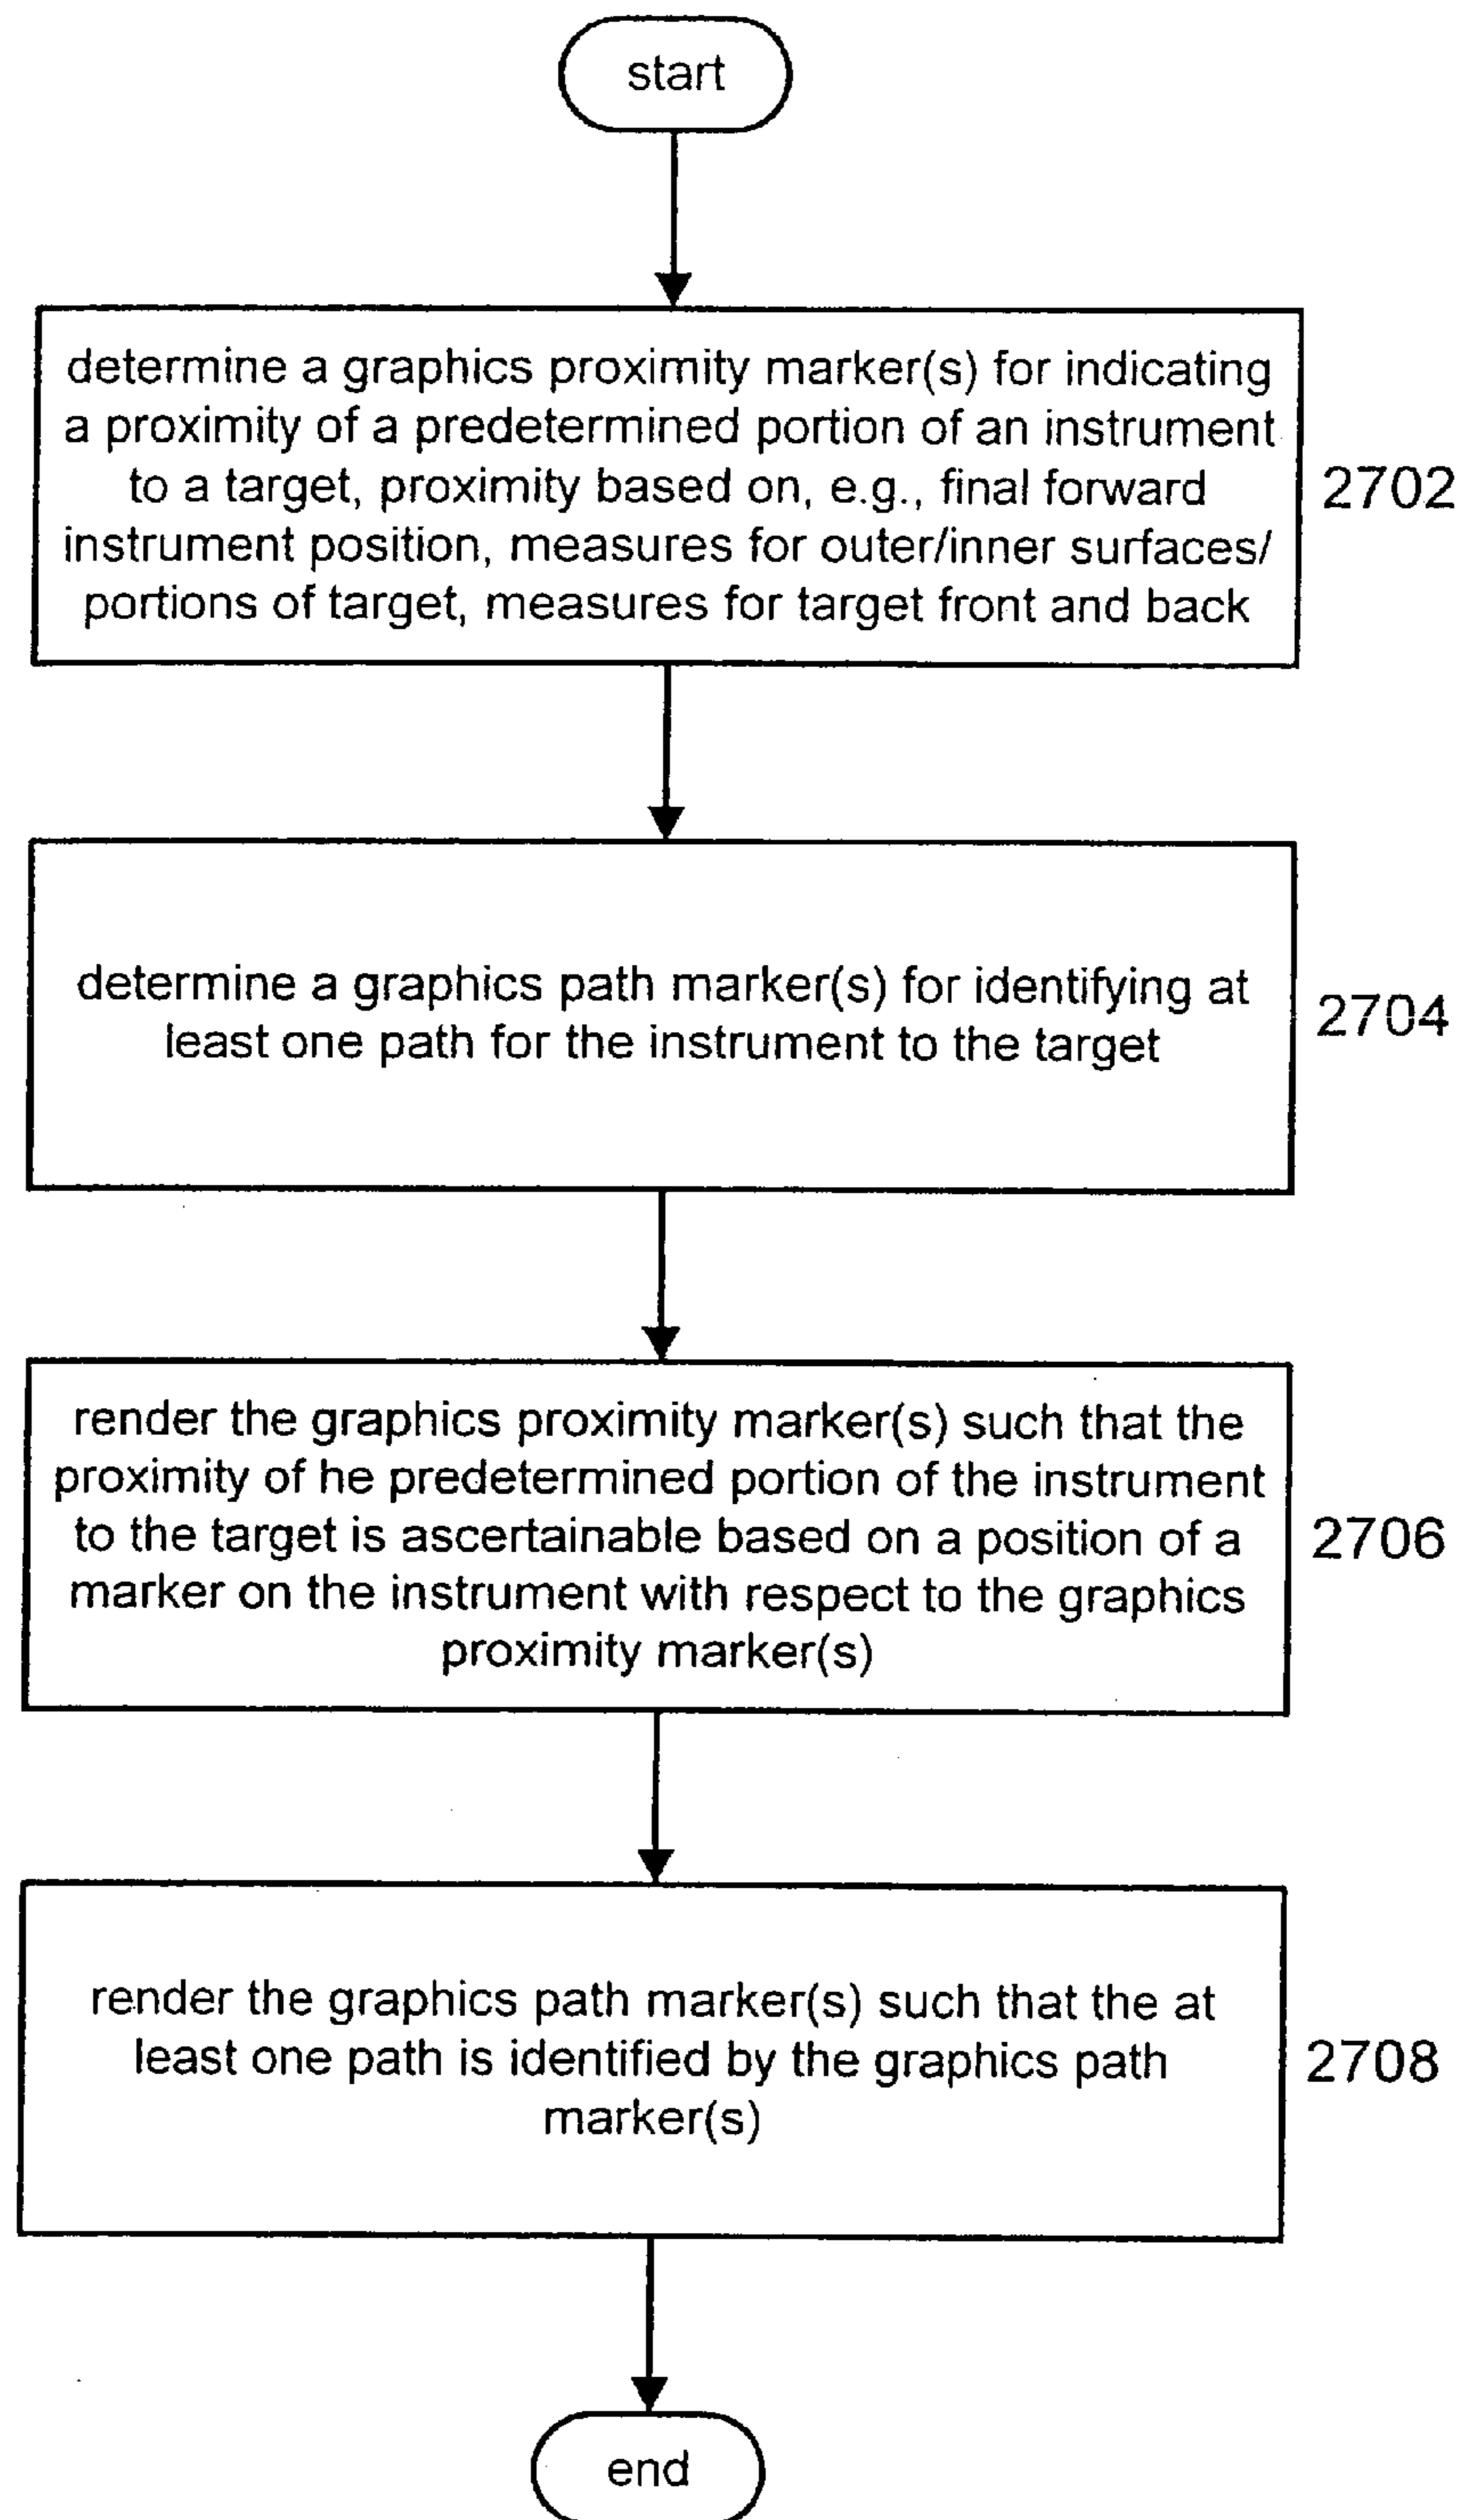 start
determine a graphics proximity marker(s) for indicating
a proximity of a predetermined portion of an instrument
to a target, proximity based on, e.g., final forward
instrument position, measures for outer/inner surfaces/
portions of target, measures for target front and back
2702
determine a graphics path marker(s) for identifying at
least one path for the instrument to the target
2704
render the graphics proximity marker(s) such that the
proximity of he predetermined portion of the instrument
to the target is ascertainable based on a position of a
marker on the instrument with respect to the graphics
proximity marker(s)
2706
render the graphics path marker(s) such that the at
least one path is identified by the graphics path
marker(s)
2708
end